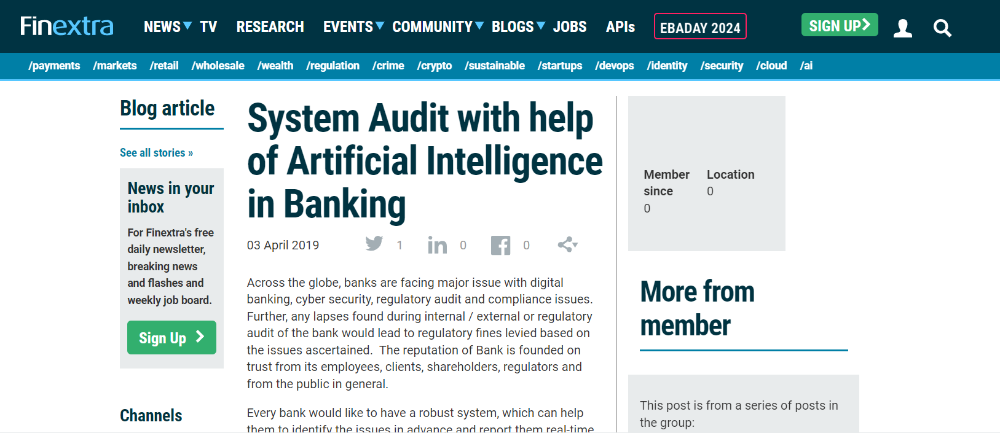 Finextra
NEWS TV RESEARCH EVENTS COMMUNITY BLOGS JOBS APIs EBADAY 2024 SIGN UP
/payments /markets /retail /wholesale /wealth /regulation /crime /crypto /sustainable /startups /devops /identity /security /cloud /ai
Blog article
See all stories »
News in your
inbox
For Finextra's free
daily newsletter,
breaking news
and flashes and
weekly job board.
Sign Up
Channels
System Audit with help
of Artificial Intelligence
in Banking
03 April 2019 1 0 0
Across the globe, banks are facing major issue with digital
banking, cyber security, regulatory audit and compliance issues.
Further, any lapses found during internal / external or regulatory
audit of the bank would lead to regulatory fines levied based on
the issues ascertained.  The reputation of Bank is founded on
trust from its employees, clients, shareholders, regulators and
from the public in general.
Every bank would like to have a robust system, which can help
them to identify the issues in advance and report them real-time
Member
since
0
Location
0
More from
member
This post is from a series of posts in
the group: